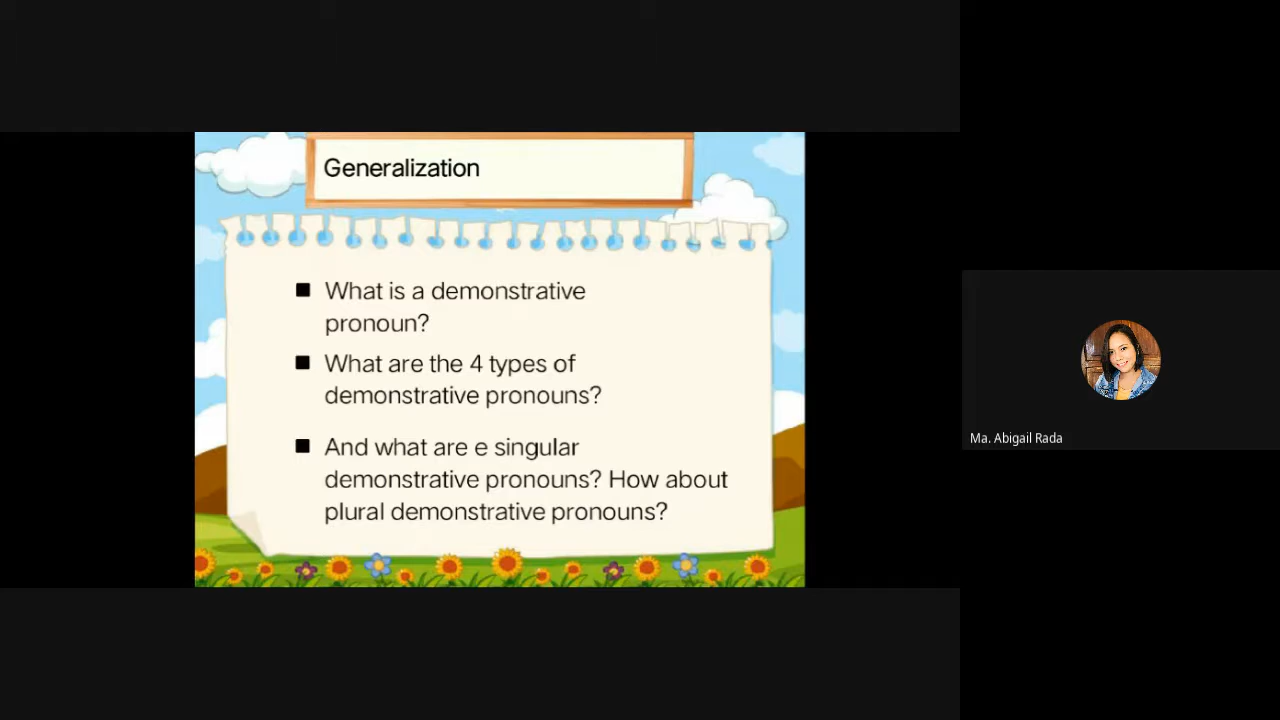 Generalization
What is a demonstrative
pronoun?
What are the 4 types of
demonstrative pronouns?
And what are e singular
demonstrative pronouns? How about
plural demonstrative pronouns?
Ma. Abigail Rada